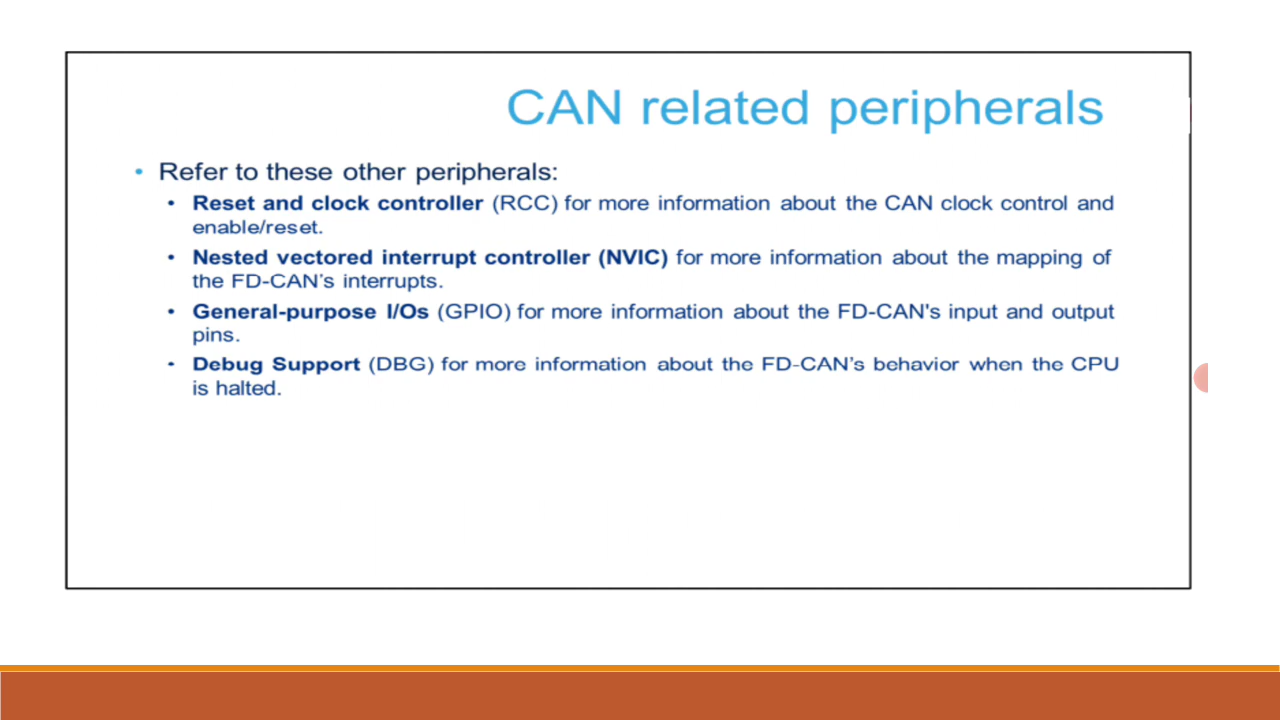 CAN related peripherals
• Refer to these other peripherals:
• Reset and clock controller (RCC) for more information about the CAN clock control and
enable/reset.
• Nested vectored interrupt controller (NVIC) for more information about the mapping of
the FD-CAN’s interrupts.
• General-purpose I/Os (GPIO) for more information about the FD-CAN's input and output
pins.
• Debug Support (DBG) for more information about the FD-CAN’s behavior when the CPU
is halted.